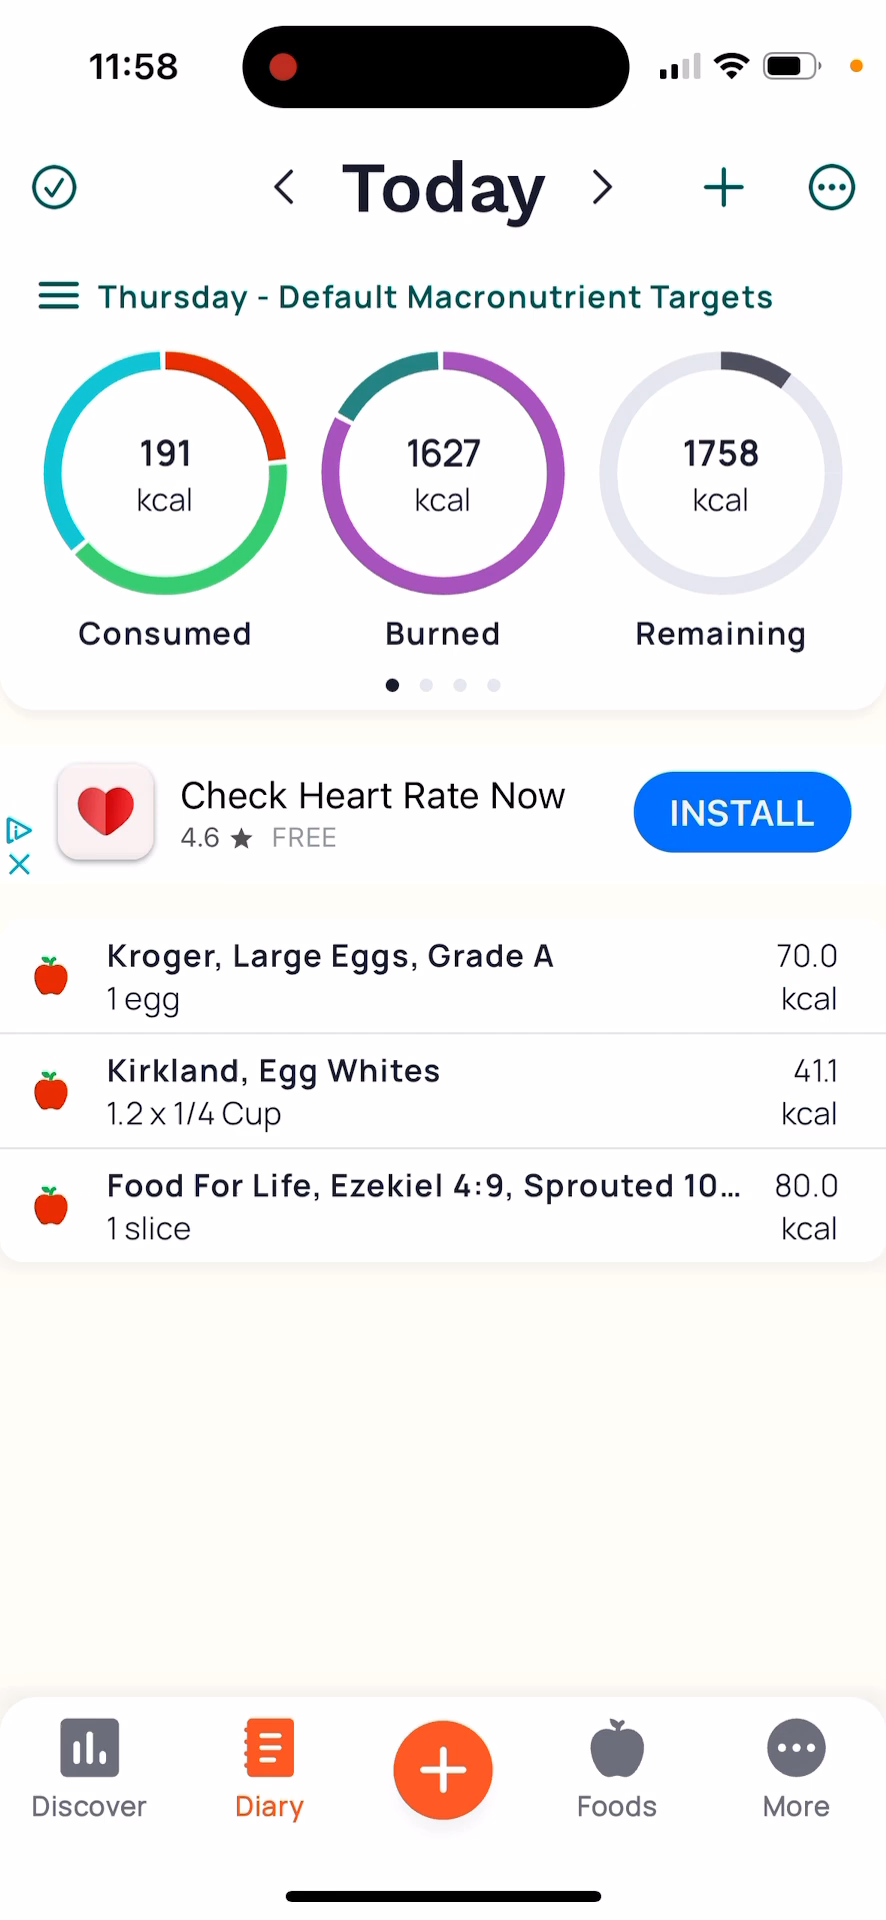 11:58
Today
Thursday - Default Macronutrient Targets
191
kcal
Consumed
1627
kcal
Burned
1758
kcal
Remaining
Check Heart Rate Now
4.6 ★ FREE
INSTALL
Kroger, Large Eggs, Grade A
70.0
1 egg
kcal
Kirkland, Egg Whites
41.1
1.2 x 1/4 Cup
kcal
Food For Life, Ezekiel 4:9, Sprouted 10...
80.0
1 slice
kcal
Discover
Diary
Foods
More